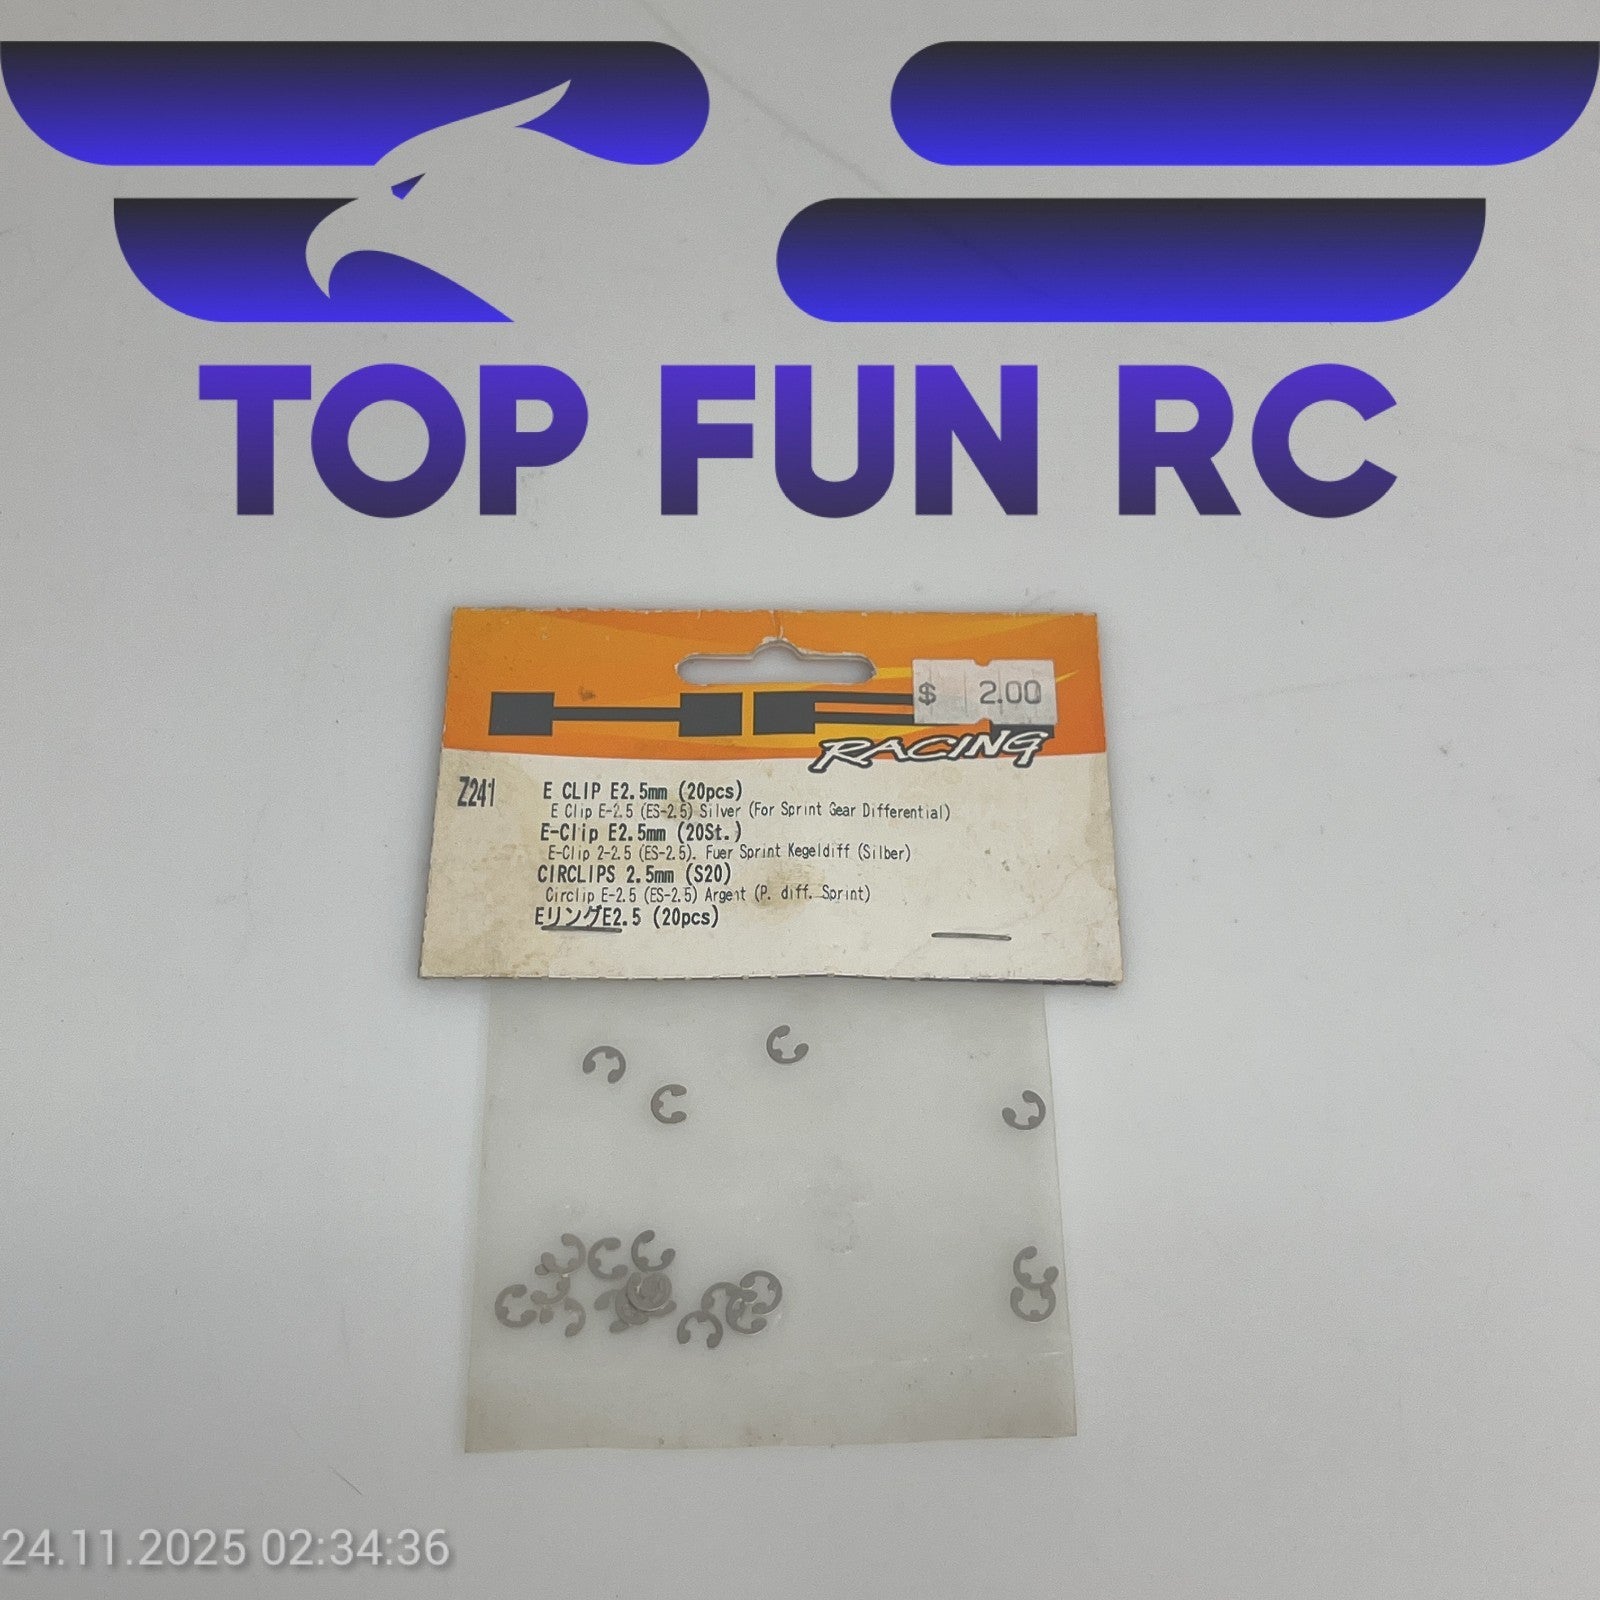 TOP FUN RC
$ 2.00
RACING
Z241
E CLIP E2.5mm (20pcs)
E Clip E-2.5 (ES-2.5) Silver (For Sprint Gear Differential)
E-Clip E2.5mm (20St.)
E-Clip 2-2.5 (ES-2.5). Fuer Sprint Kegeldiff (Silber)
CIRCLIPS 2.5mm (S20)
Circlip E-2.5 (ES-2.5) Argent (P. diff. Sprint)
EリングE2.5 (20pcs)
24.11.2025 02:34:36